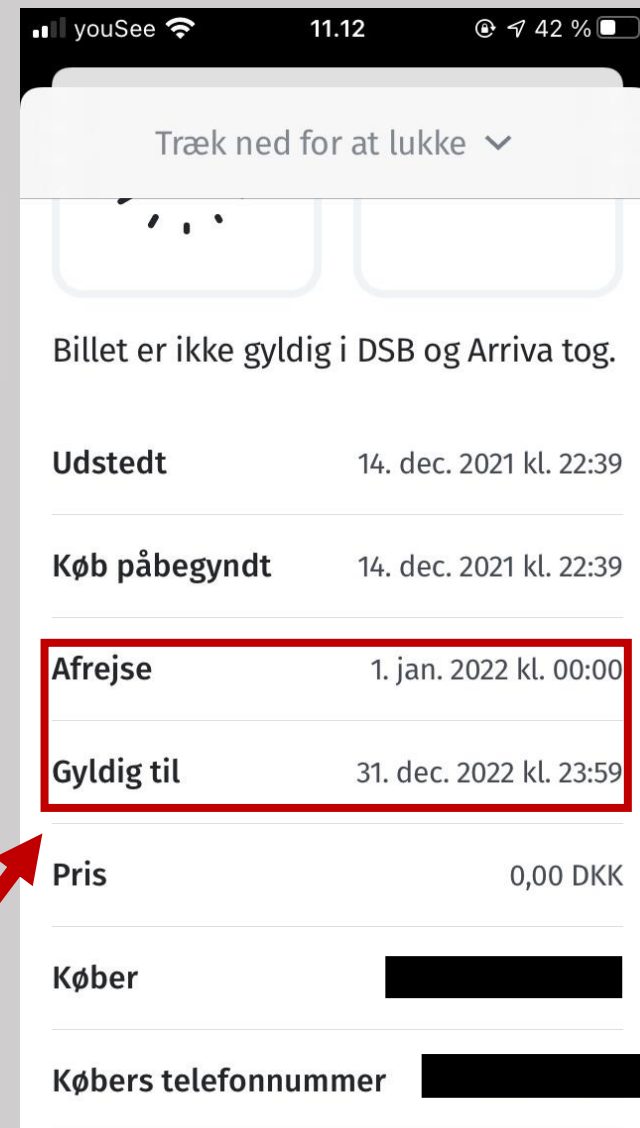 youSee 11.12 42 %
Træk ned for at lukke
Billet er ikke gyldig i DSB og Arriva tog.
Udstedt 14. dec. 2021 kl. 22:39
Køb påbegyndt 14. dec. 2021 kl. 22:39
Afrejse 1. jan. 2022 kl. 00:00
Gyldig til 31. dec. 2022 kl. 23:59
Pris 0,00 DKK
Køber
Købers telefonnummer